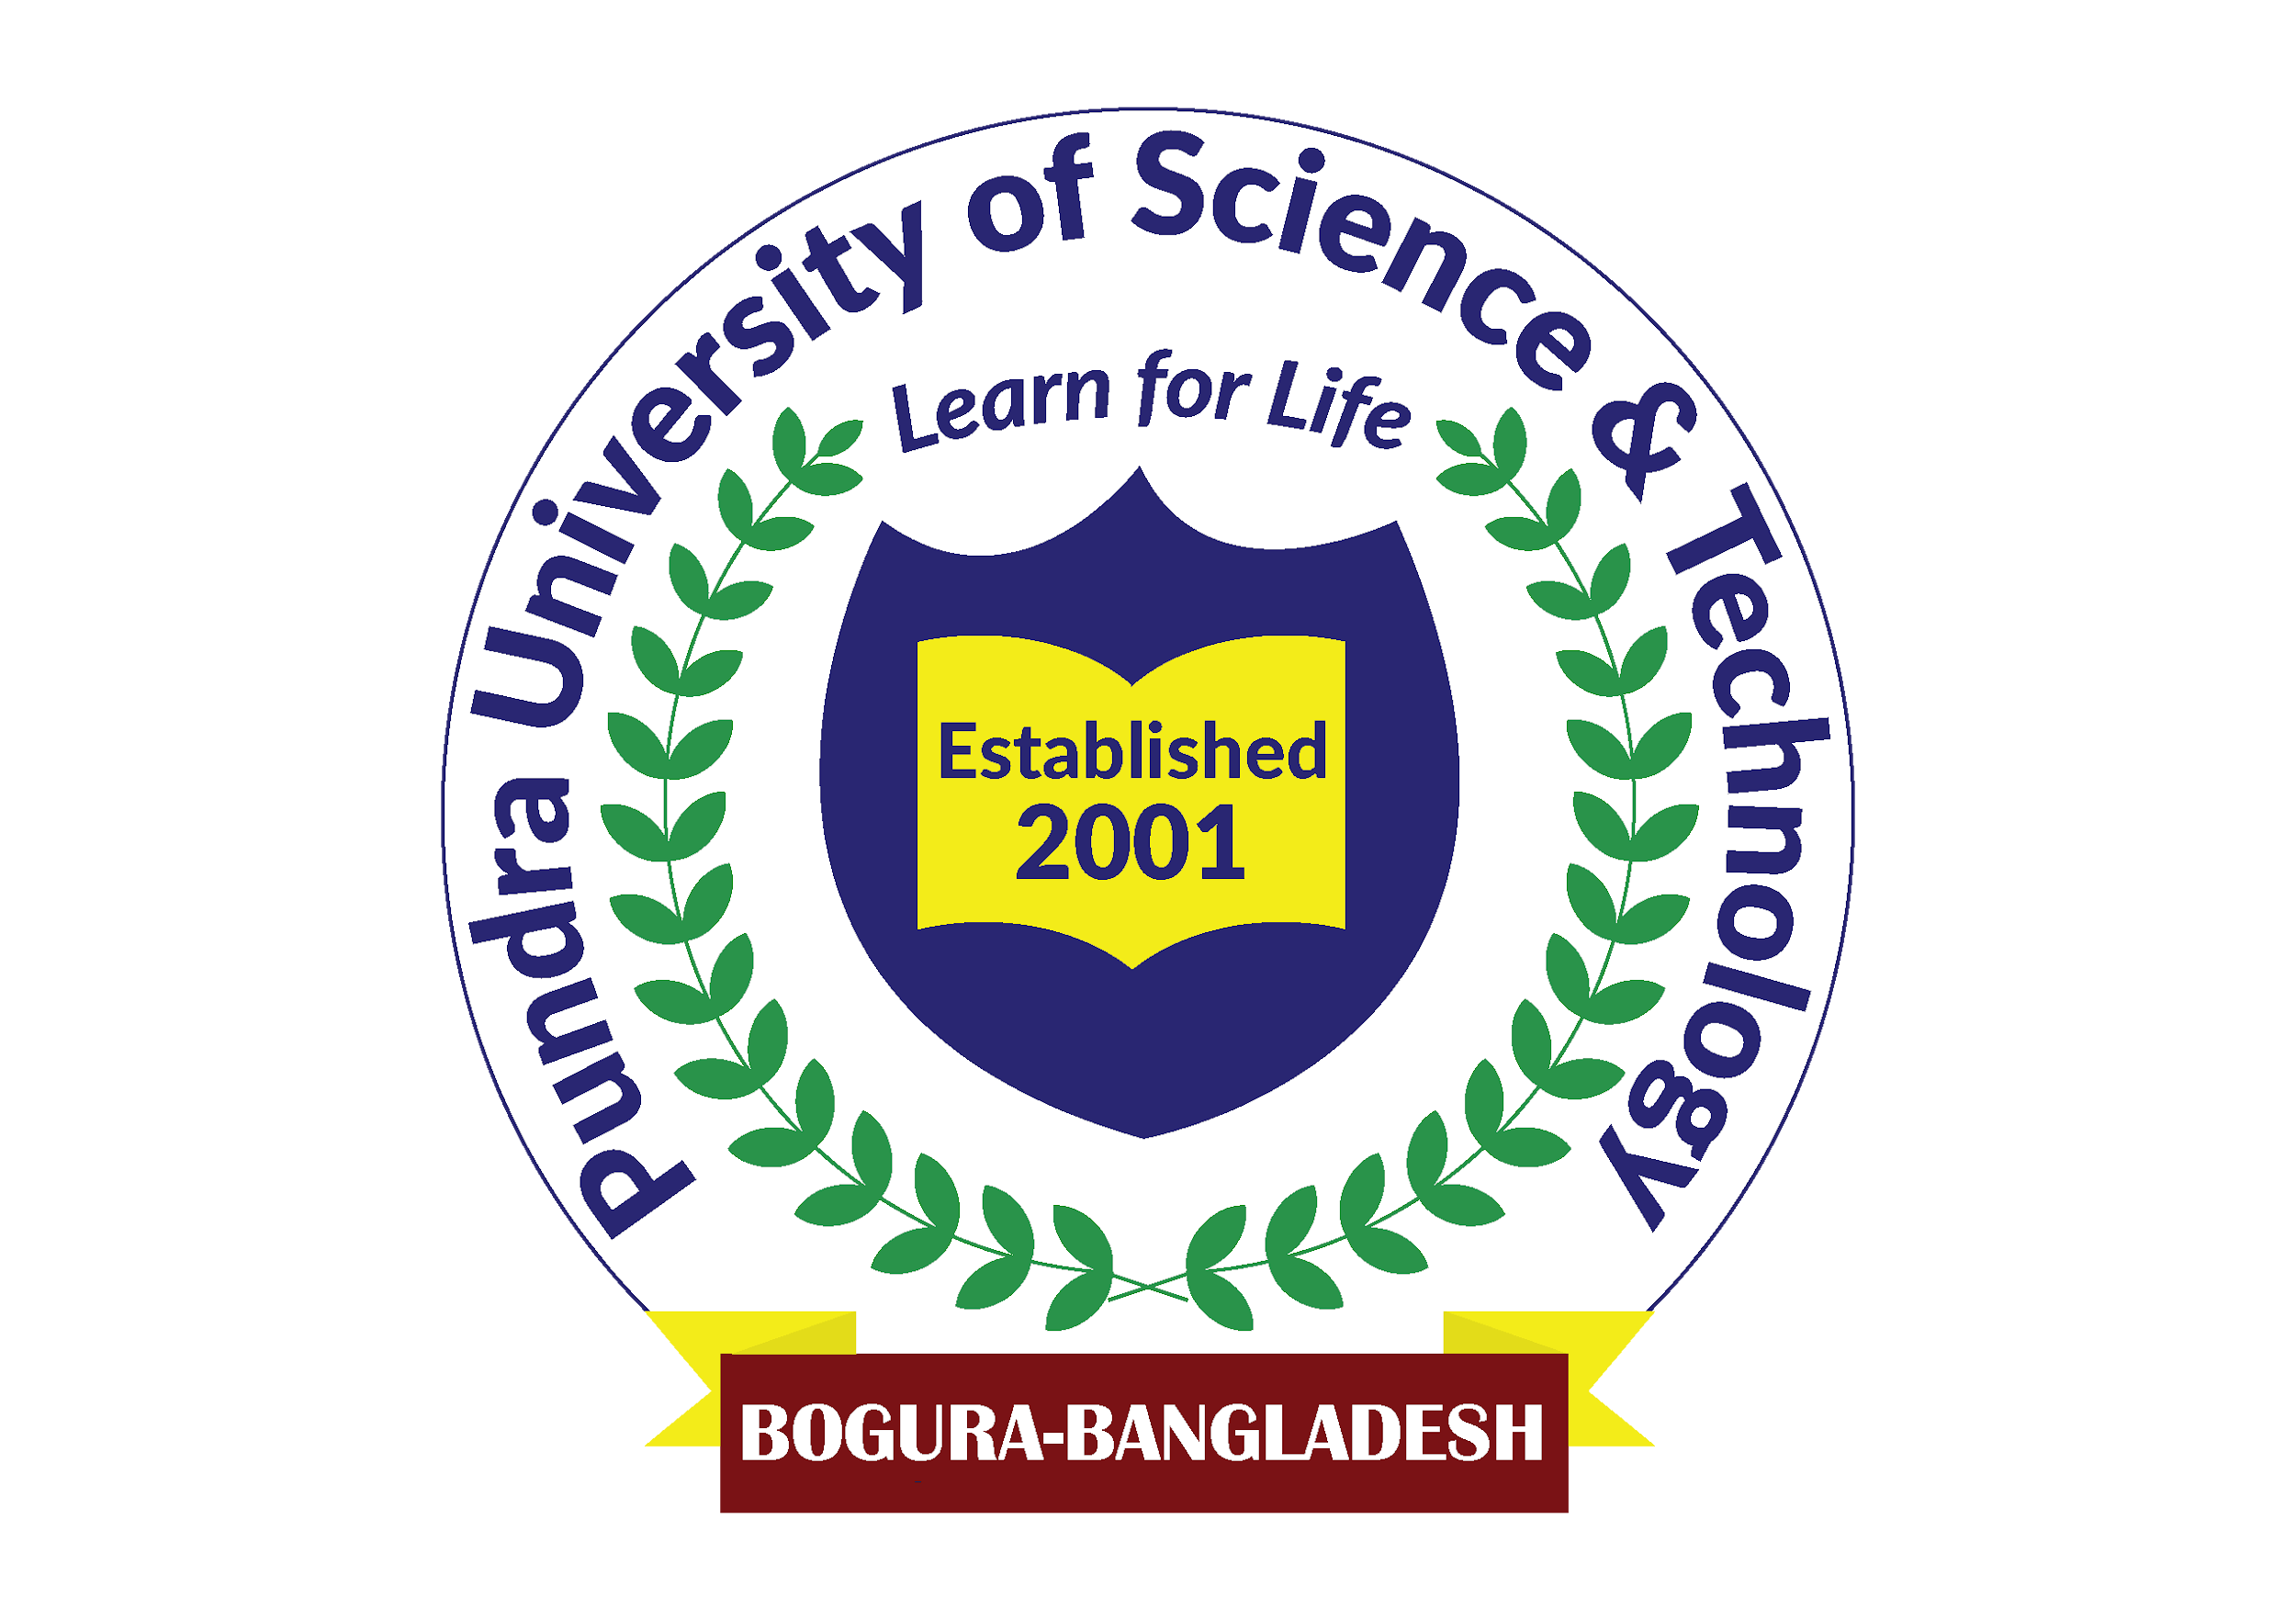 Pundra University of Science & Technology
Learn for Life
Established
2001
BOGURA-BANGLADESH